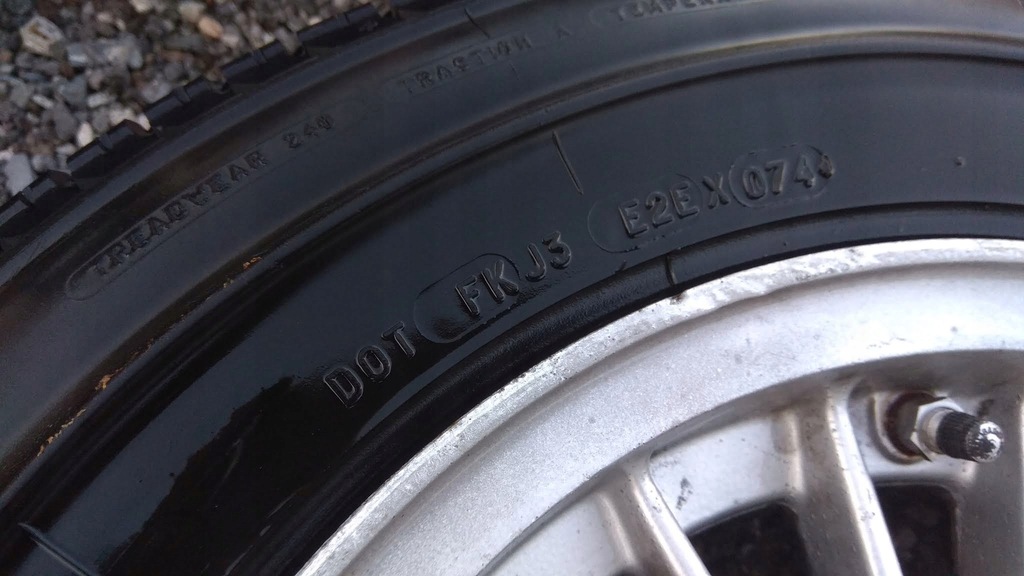 TREADWEAR 240 TRACTION A
DOT FKJ3 E2EX 074